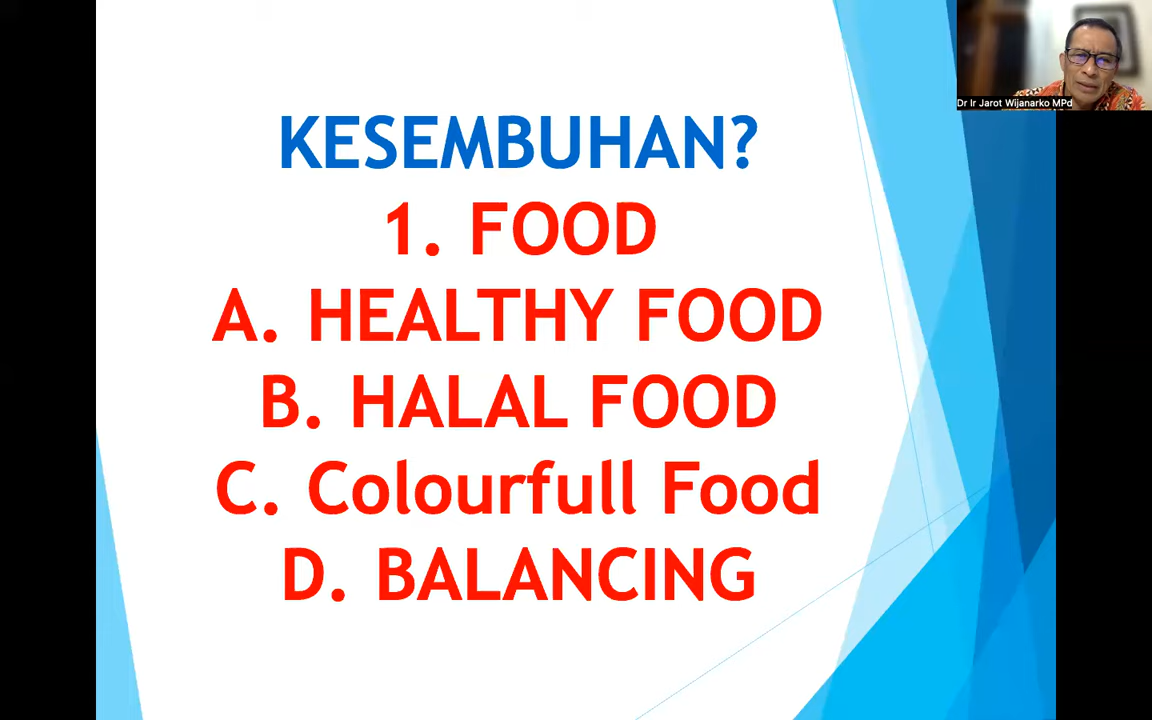 KESEMBUHAN?
1. FOOD
A. HEALTHY FOOD
B. HALAL FOOD
C. Colourfull Food
D. BALANCING
Dr Ir Jarot Wijanarko MPd